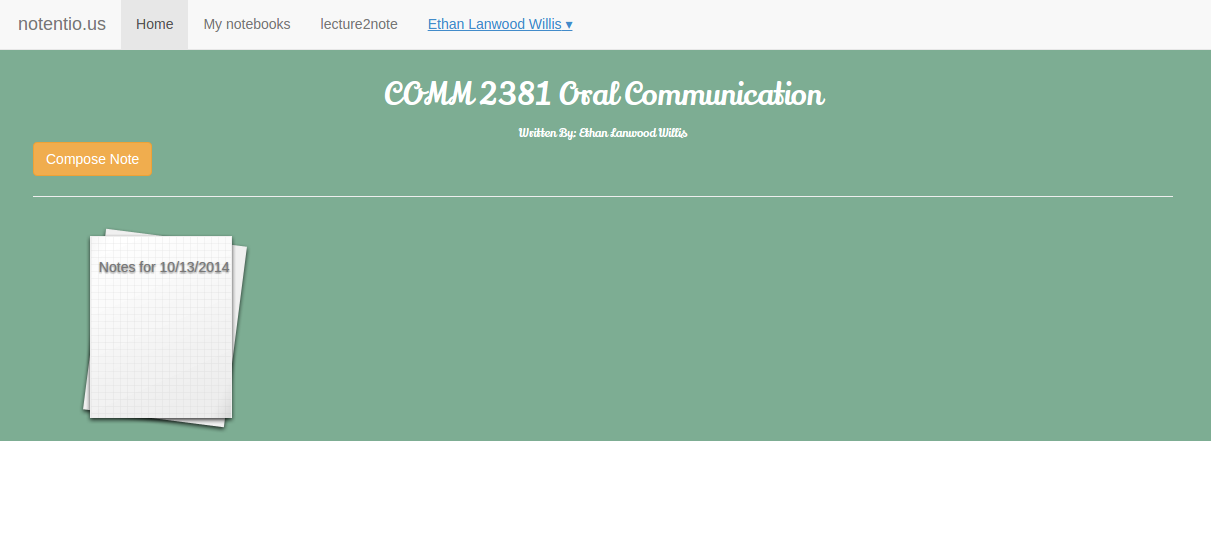 notentio.us Home My notebooks lecture2note Ethan Lanwood Willis ▾
COMM 2381 Oral Communication
Written By: Ethan Lanwood Willis
Compose Note
Notes for 10/13/2014